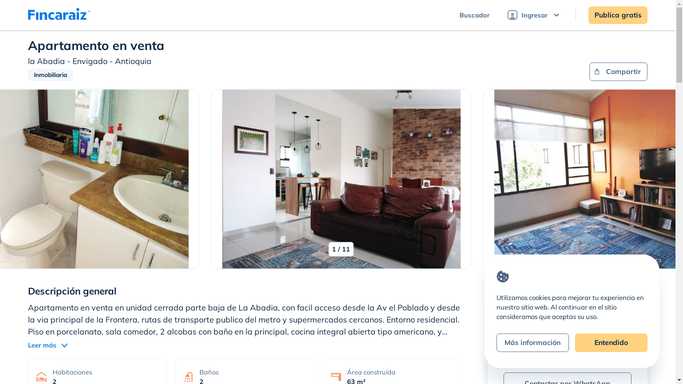 Fincaraiz
Buscador
Ingresar
Publica gratis
Apartamento en venta
la Abadia - Envigado - Antioquia
Inmobiliaria
Compartir
1 / 11
Descripción general
Apartamento en venta en unidad cerrada parte baja de La Abadia, con facil acceso desde la Av el Poblado y desde
la via principal de la Frontera, rutas de transporte publico del metro y supermercados cercanos. Entorno residencial.
Piso en porcelanato, sala comedor, 2 alcobas con baño en la principal, cocina integral abierta tipo americano, y...
Leer más
Habitaciones
2
Baños
2
Área construida
63 m²
Utilizamos cookies para mejorar tu experiencia en
nuestro sitio web. Al continuar en el sitio
consideramos que aceptas su uso.
Más información
Entendido
Contactar por WhatsApp